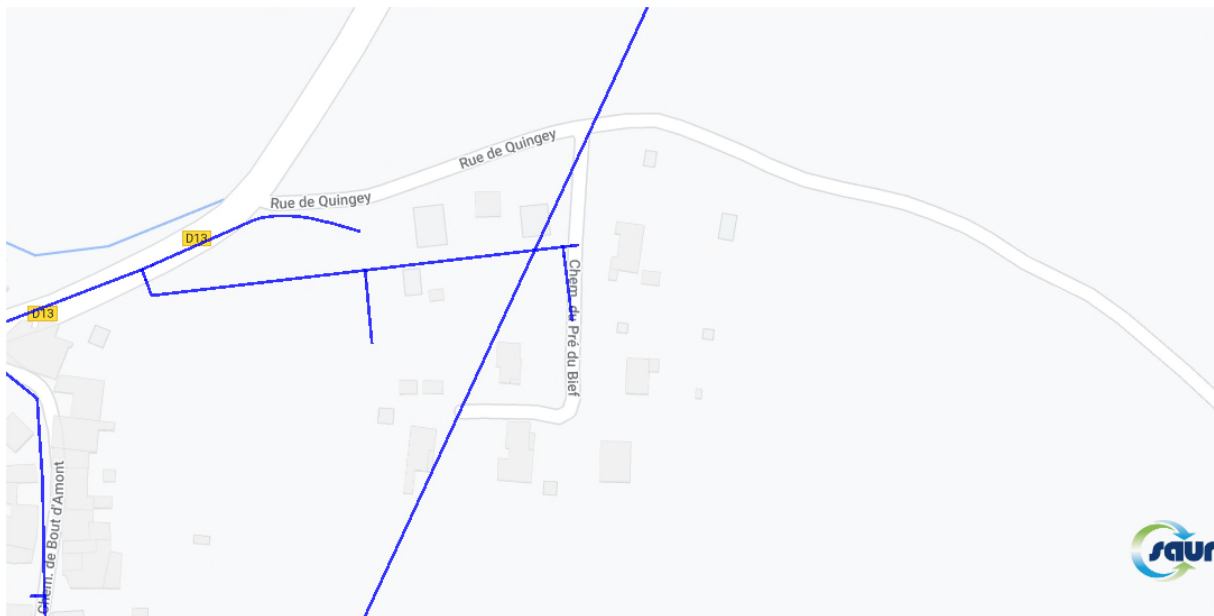 Rue de Quingey
Rue de Quingey
D13
D13
Chem. du Pré du Bief
Chem. de Bout d'Amont
saur